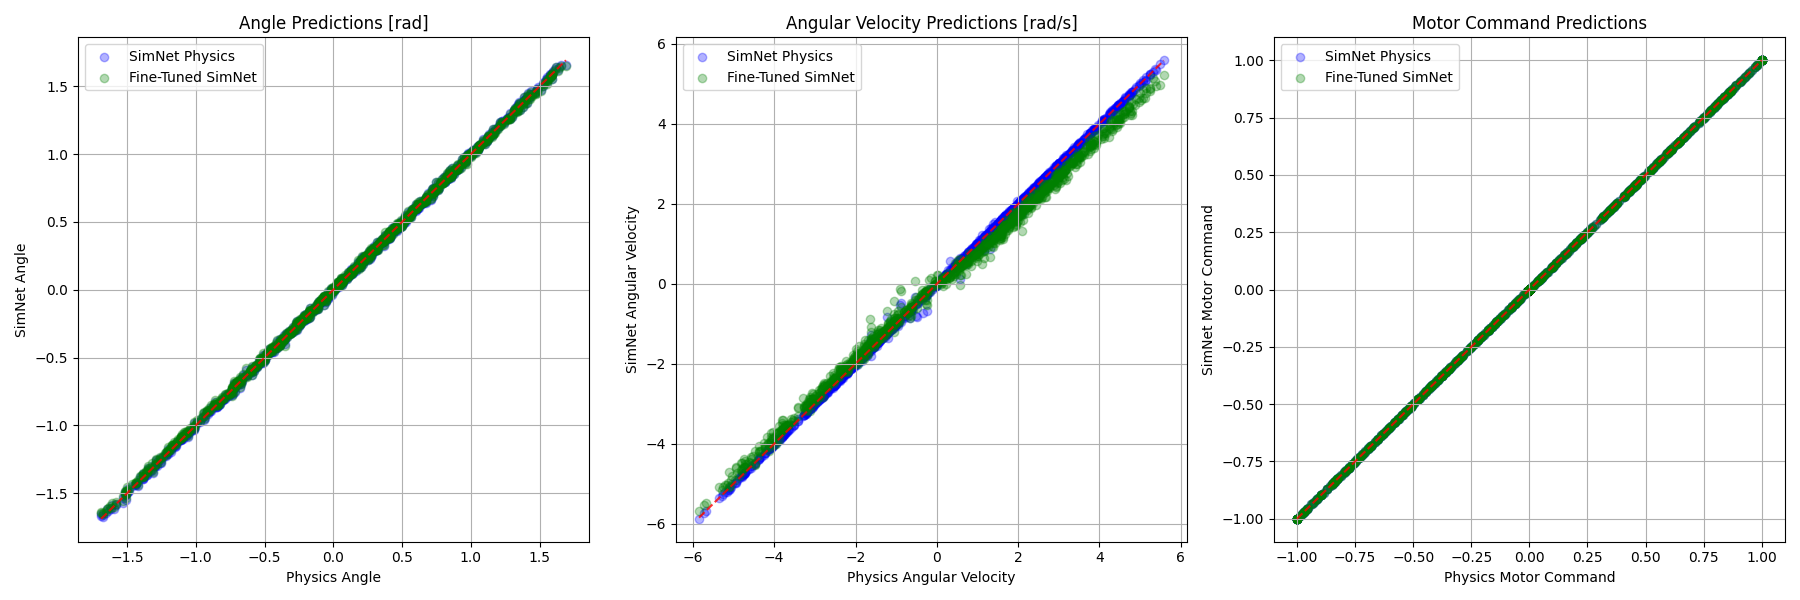 Angle Predictions [rad]
SimNet Physics
Fine-Tuned SimNet
SimNet Angle
1.5
1.0
0.5
0.0
−0.5
−1.0
−1.5
−1.5 −1.0 −0.5 0.0 0.5 1.0 1.5
Physics Angle
Angular Velocity Predictions [rad/s]
SimNet Physics
Fine-Tuned SimNet
SimNet Angular Velocity
6
4
2
0
−2
−4
−6
−6 −4 −2 0 2 4 6
Physics Angular Velocity
Motor Command Predictions
SimNet Physics
Fine-Tuned SimNet
SimNet Motor Command
1.00
0.75
0.50
0.25
0.00
−0.25
−0.50
−0.75
−1.00
−1.00 −0.75 −0.50 −0.25 0.00 0.25 0.50 0.75 1.00
Physics Motor Command